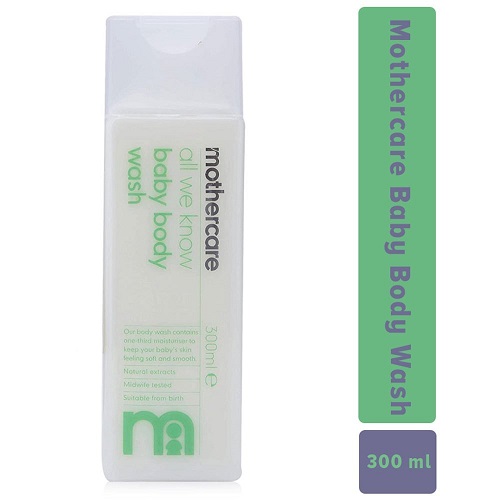 mothercare
all we know
baby body
wash
300ml e
Our body wash contains
one-third moisturiser to
keep your baby's skin
feeling soft and smooth.
Natural extracts
Midwife tested
Suitable from birth
m
Mothercare Baby Body Wash
300 ml